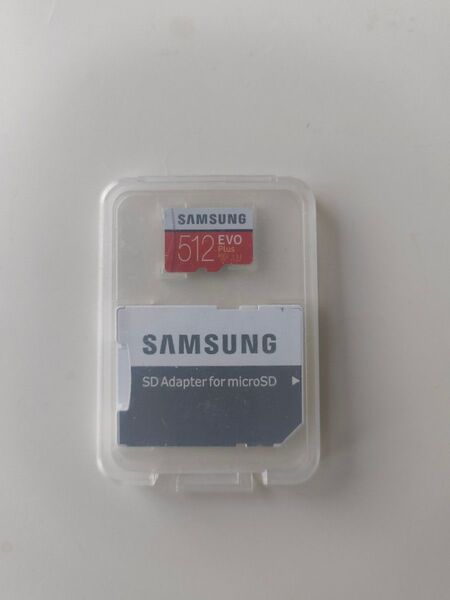 SAMSUNG
512 EVO
Plus
SAMSUNG
SD Adapter for microSD